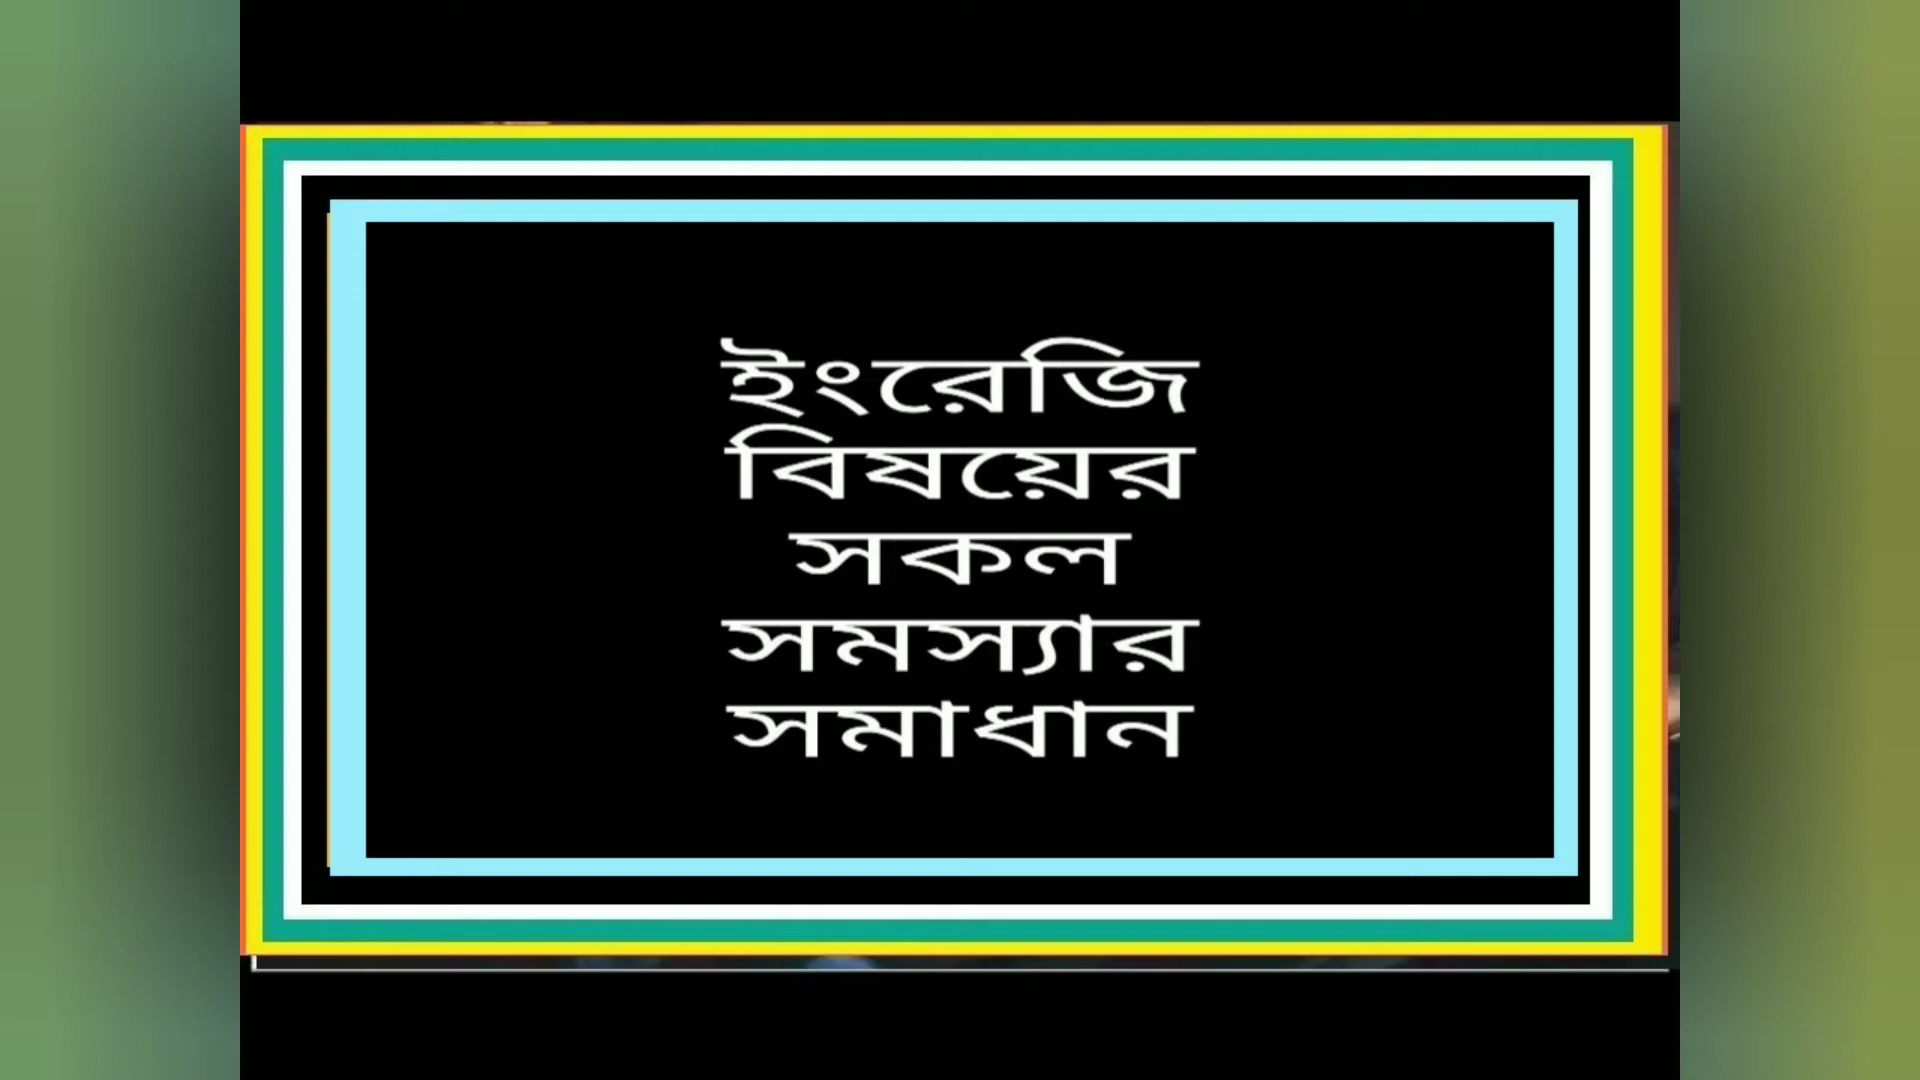 ইংরেজি
বিষয়ের
সকল
সমস্যার
সমাধান